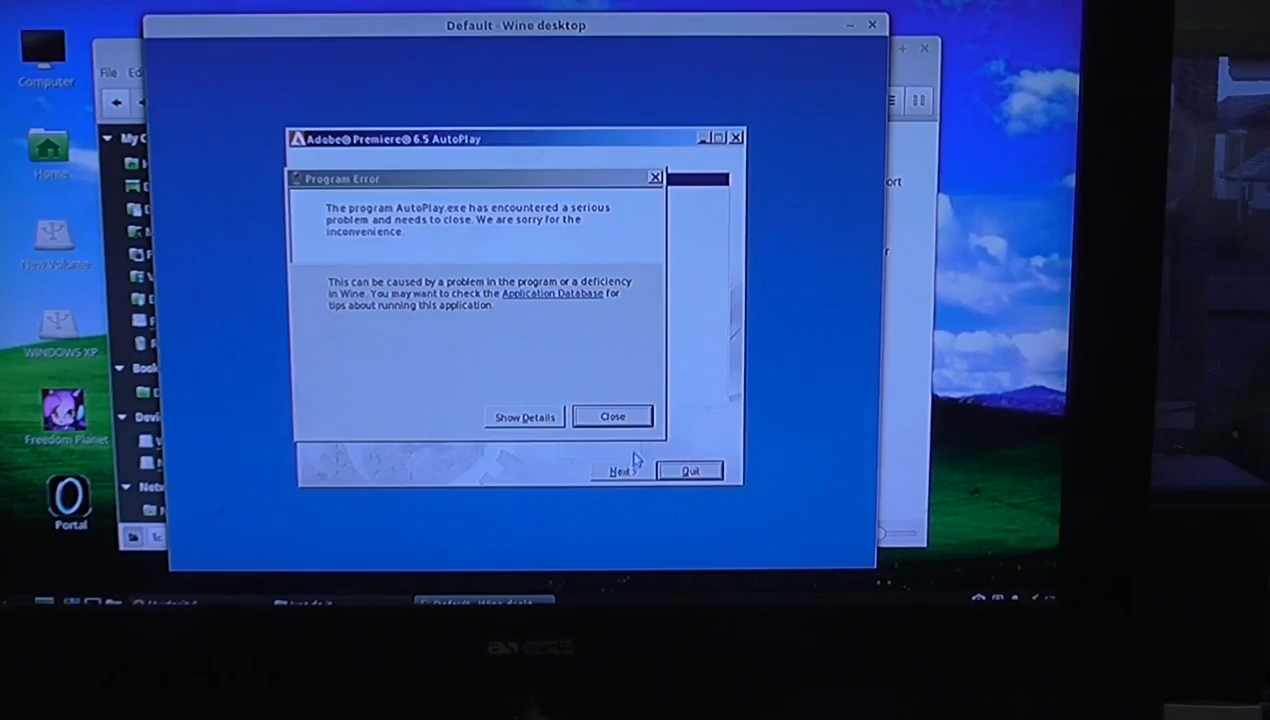 Default - Wine desktop
Computer
File
Adobe® Premiere® 6.5 AutoPlay
Home
Program Error
The program AutoPlay.exe has encountered a serious
problem and needs to close. We are sorry for the
inconvenience.
New Volume
This can be caused by a problem in the program or a deficiency
in Wine. You may want to check the Application Database for
tips about running this application.
WINDOWS XP
Show Details
Close
Freedom Planet
Next >
Quit
Portal